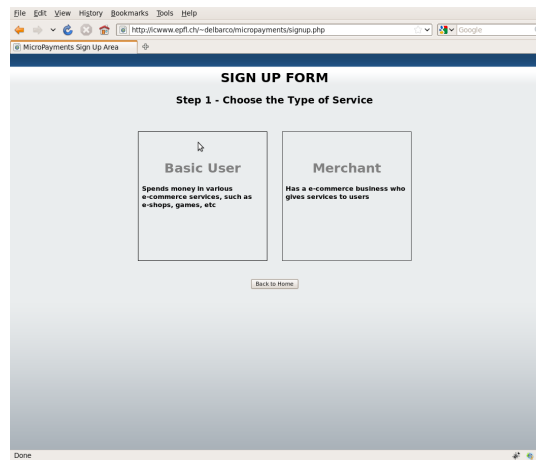 File Edit View History Bookmarks Tools Help
http://icwww.epfl.ch/~delbarco/micropayments/signup.php
Google
MicroPayments Sign Up Area
SIGN UP FORM
Step 1 - Choose the Type of Service
Basic User
Spends money in various
e-commerce services, such as
e-shops, games, etc
Merchant
Has a e-commerce business who
gives services to users
Back to Home
Done